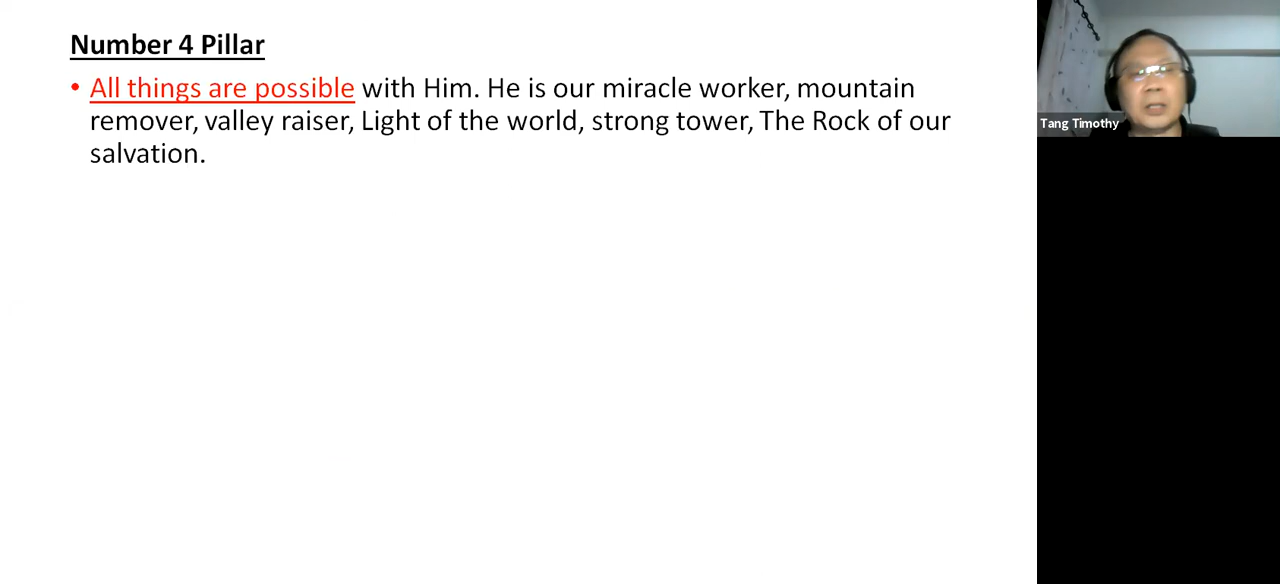 Number 4 Pillar
• All things are possible with Him. He is our miracle worker, mountain
remover, valley raiser, Light of the world, strong tower, The Rock of our
salvation.
Tang Timothy